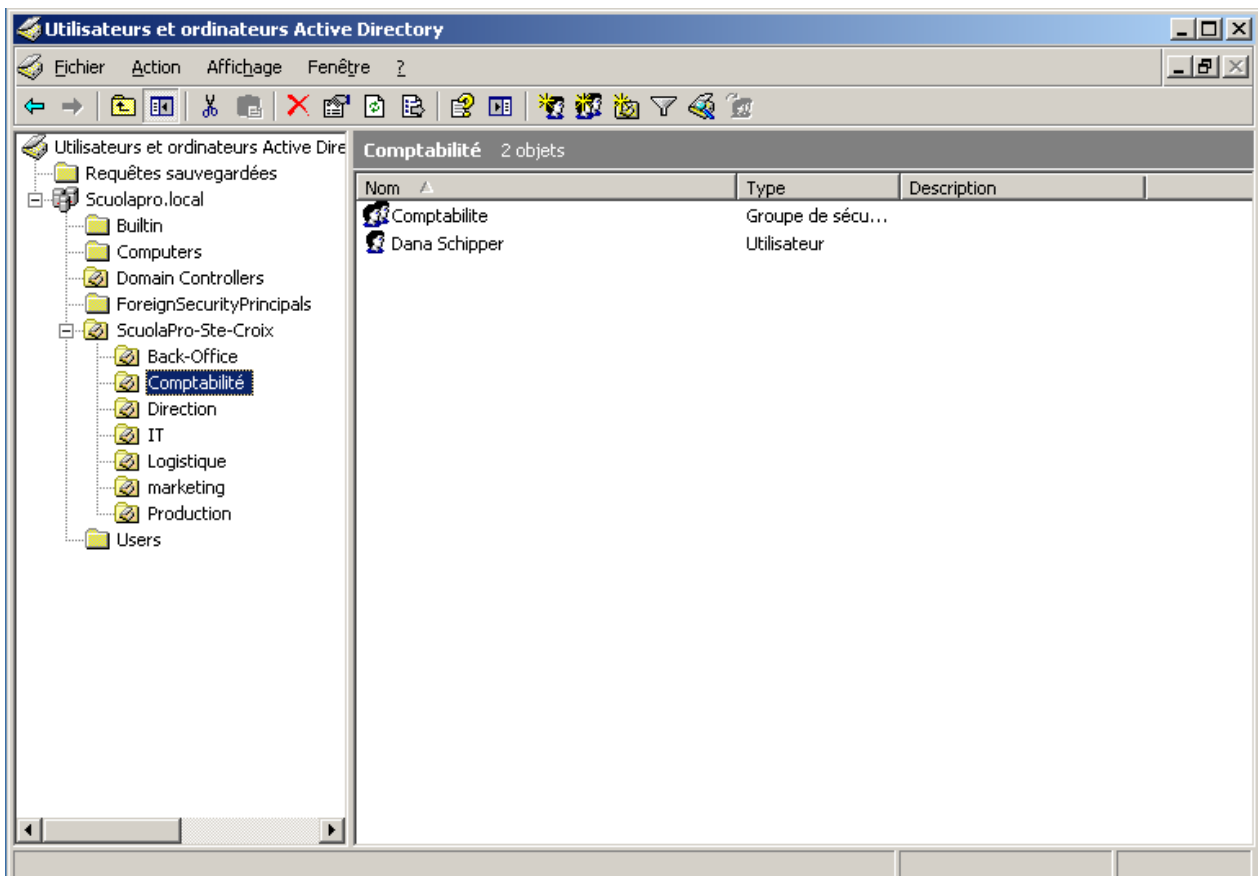 Utilisateurs et ordinateurs Active Directory
Fichier Action Affichage Fenêtre ?
Utilisateurs et ordinateurs Active Dire
Requêtes sauvegardées
Scuolapro.local
Builtin
Computers
Domain Controllers
ForeignSecurityPrincipals
ScuolaPro-Ste-Croix
Back-Office
Comptabilité
Direction
IT
Logistique
marketing
Production
Users
Comptabilité 2 objets
Nom Type Description
Comptabilite Groupe de sécu...
Dana Schipper Utilisateur